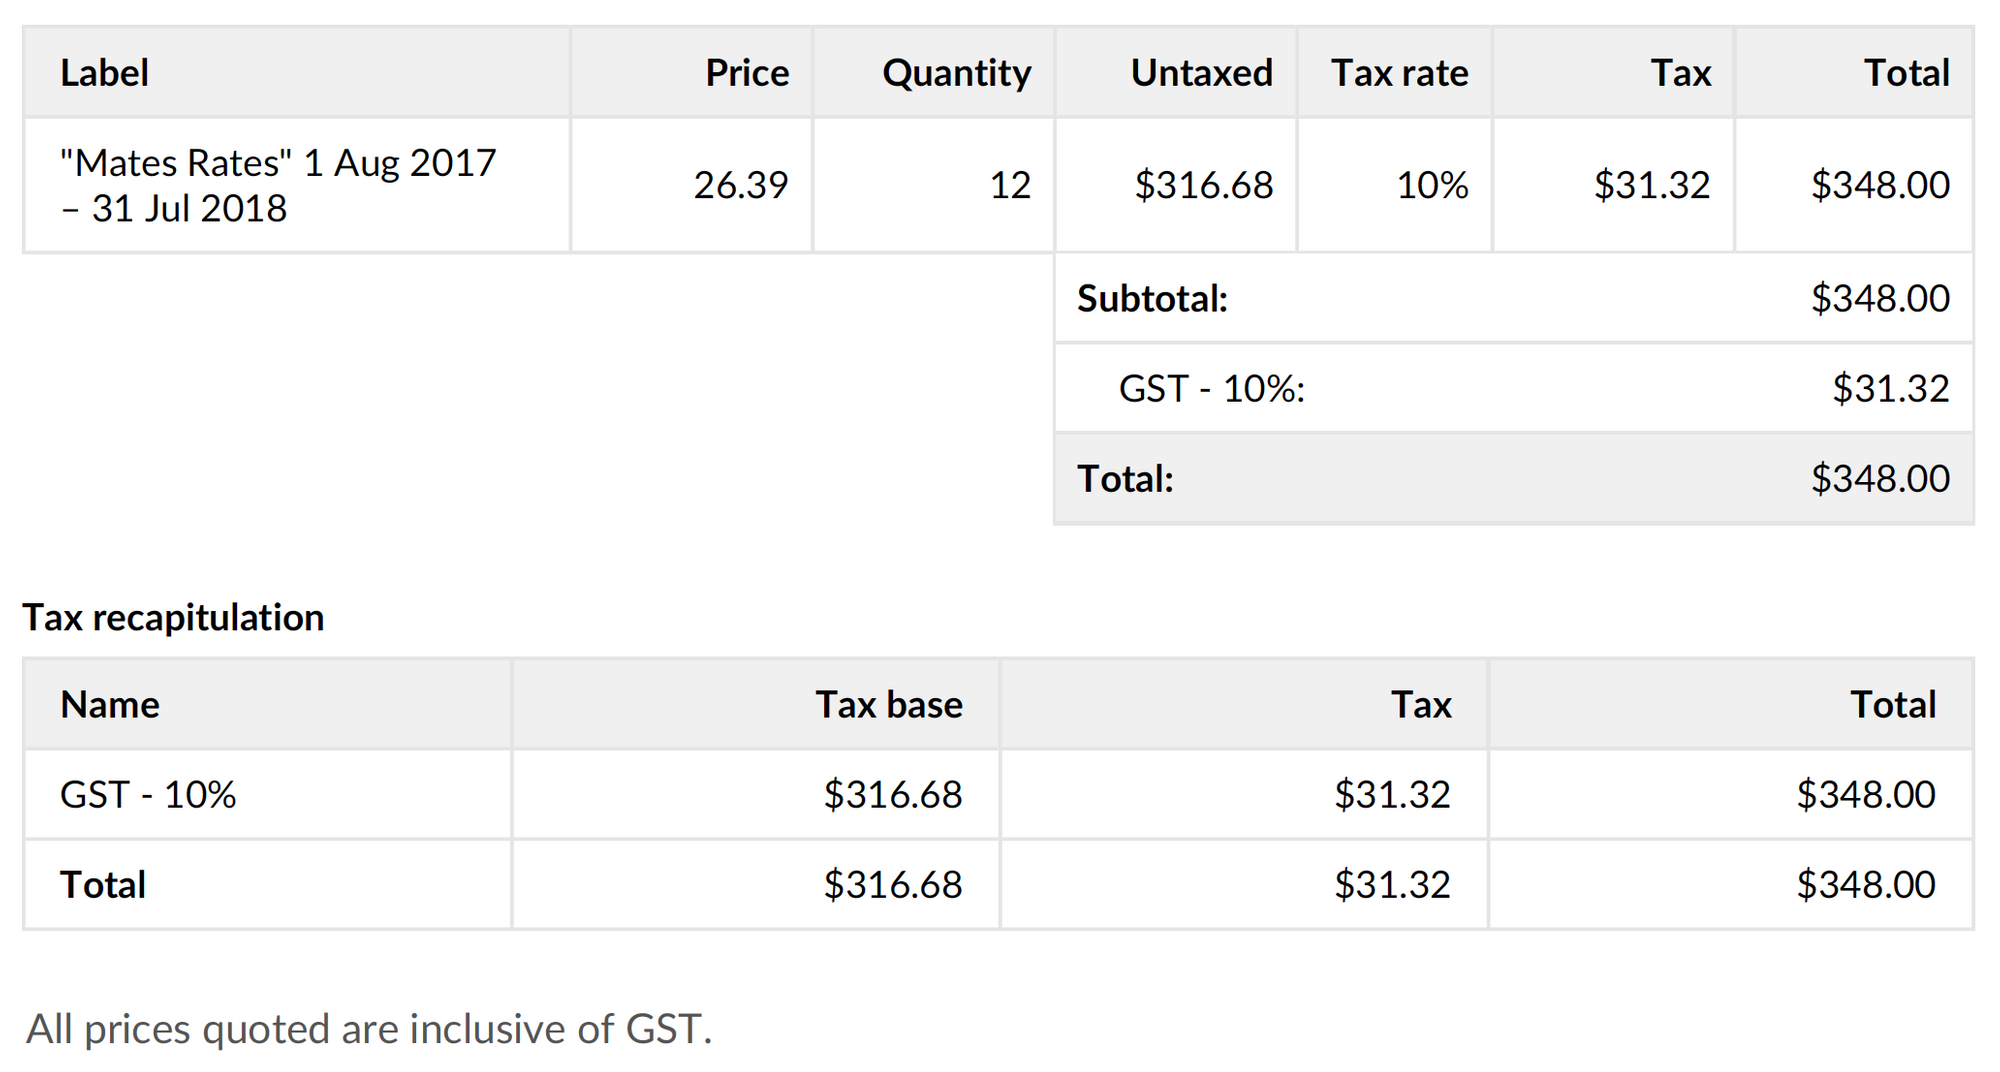 Label Price Quantity Untaxed Tax rate Tax Total
"Mates Rates" 1 Aug 2017
– 31 Jul 2018
26.39 12 $316.68 10% $31.32 $348.00
Subtotal: $348.00
GST - 10%: $31.32
Total: $348.00
Tax recapitulation
Name Tax base Tax Total
GST - 10% $316.68 $31.32 $348.00
Total $316.68 $31.32 $348.00
All prices quoted are inclusive of GST.